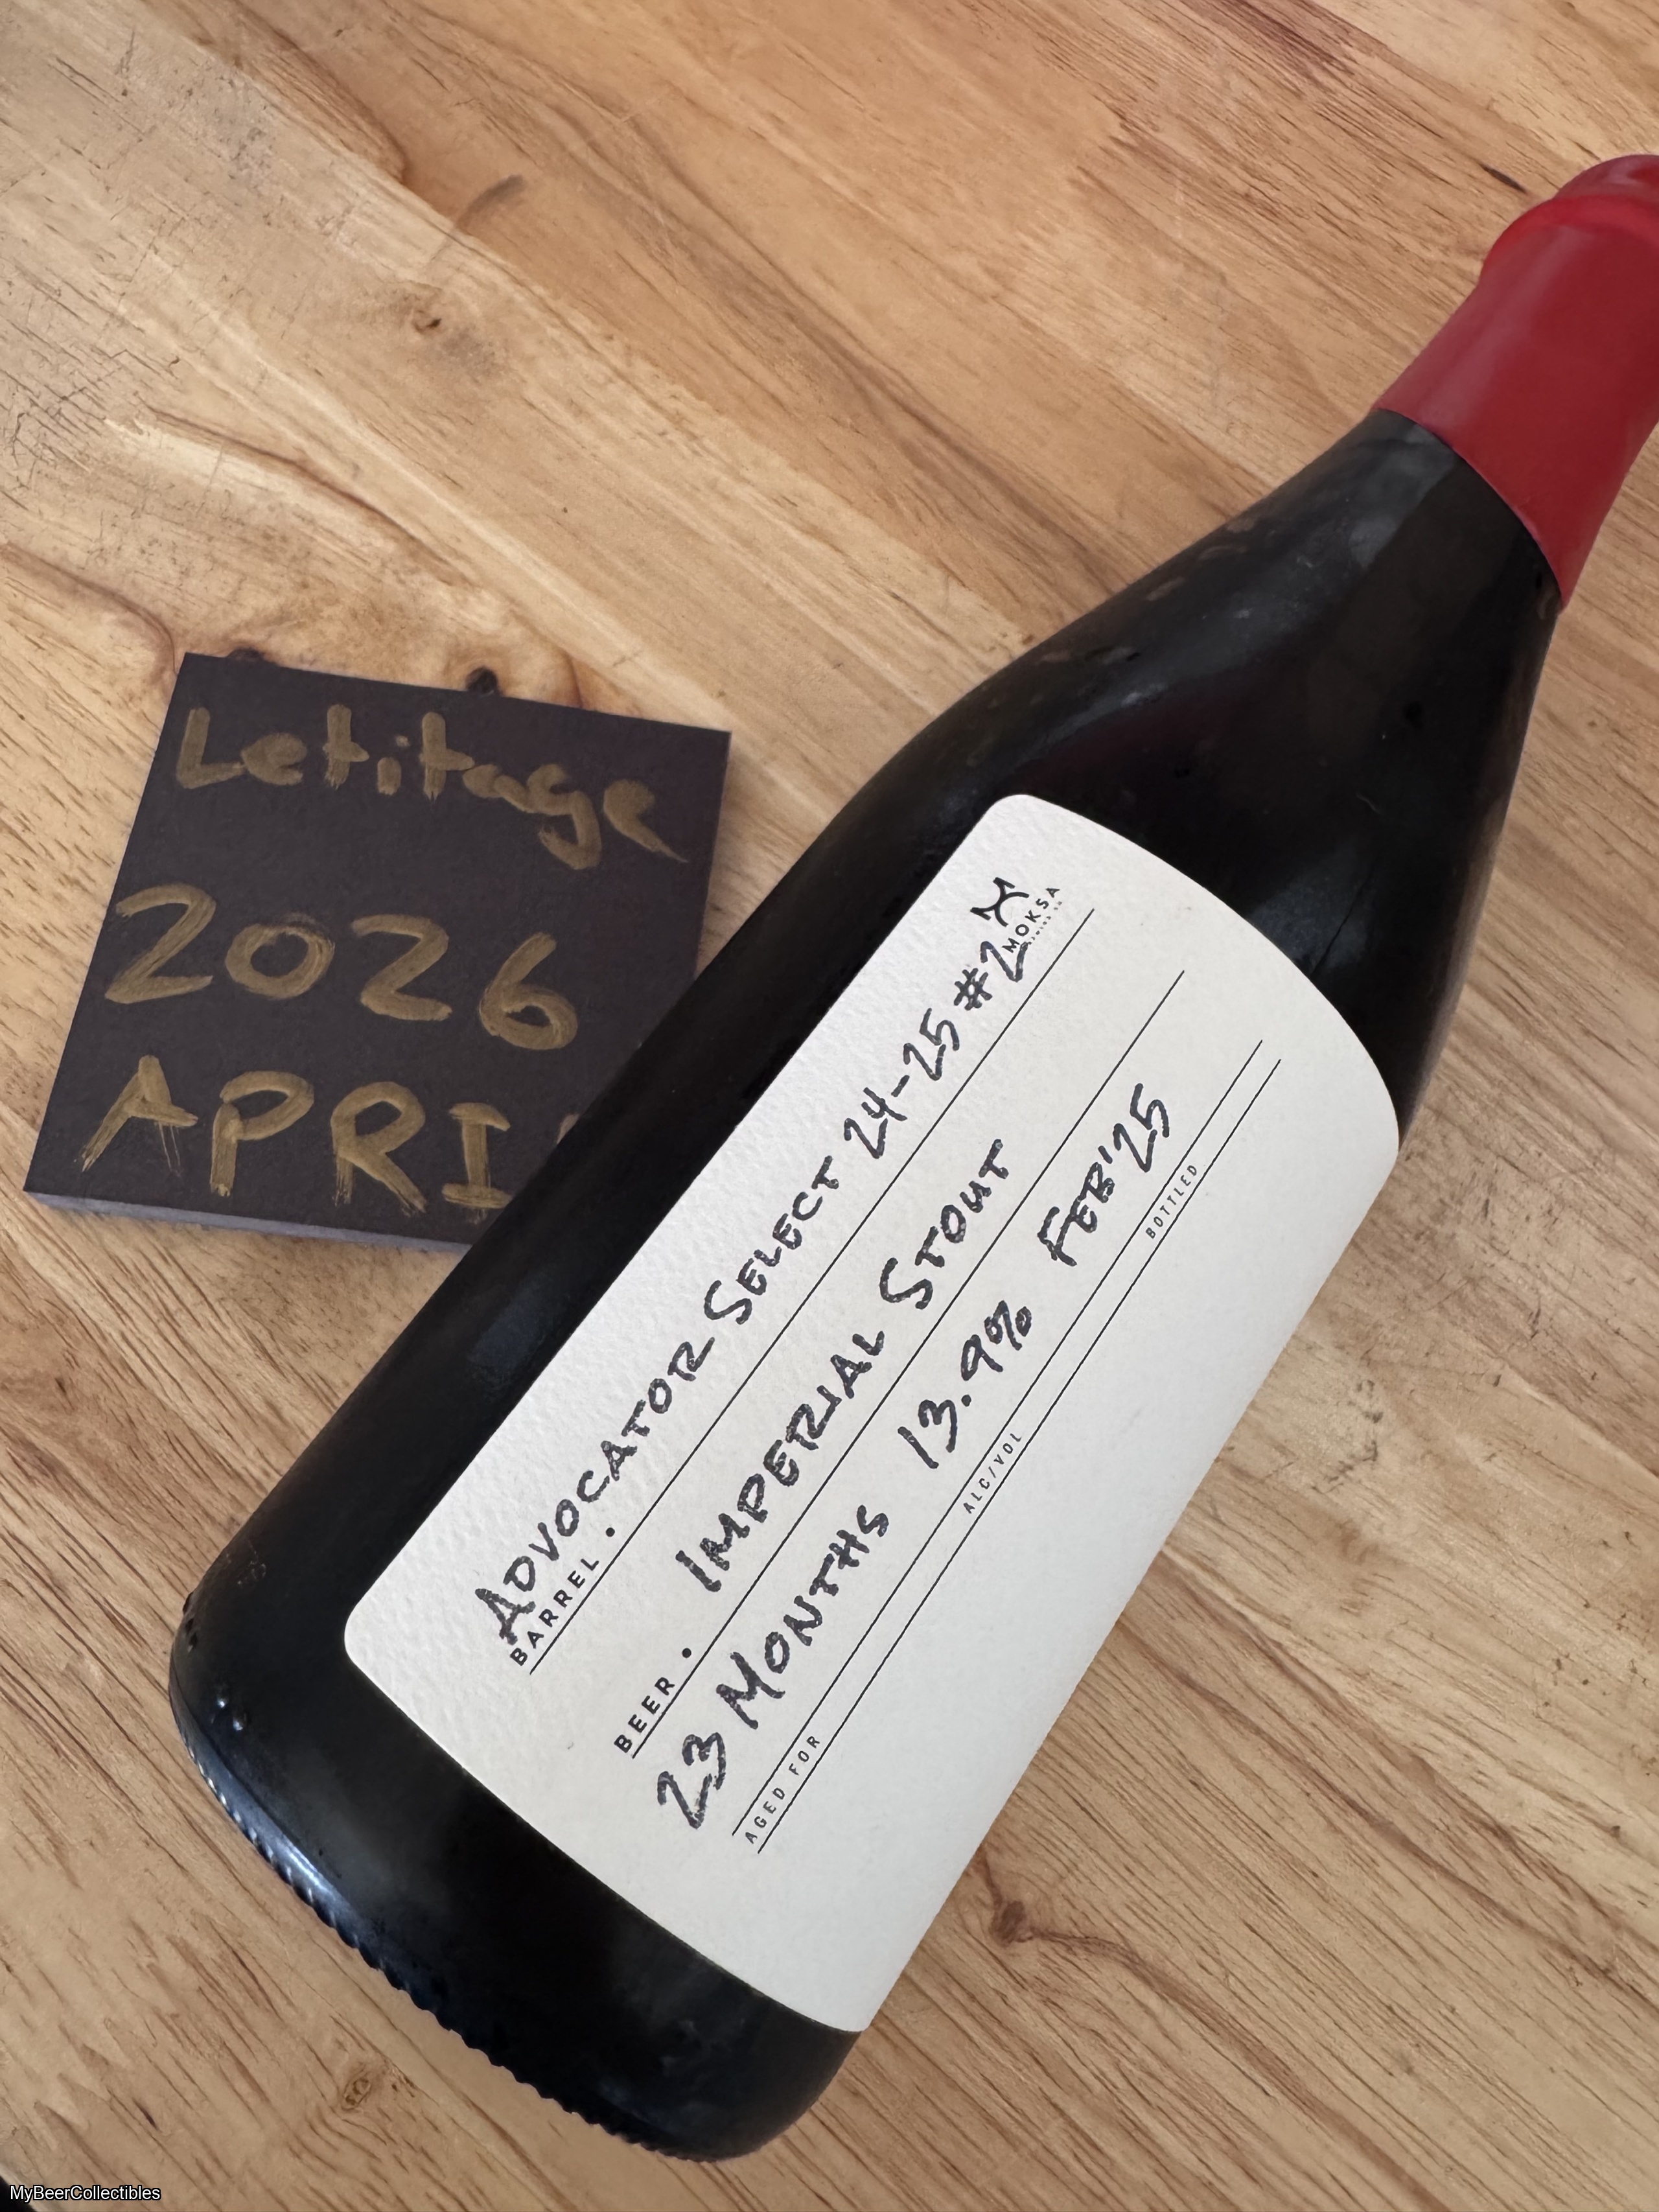 Letitage
2026
APRI
MOKSA
ADVOCATOR SELECT 24-25 #2
BARREL.
IMPERIAL STOUT
BEER.
23 MONTHS 13.9% FEB'25
AGED FOR ALC/VOL BOTTLED
MyBeerCollectibles